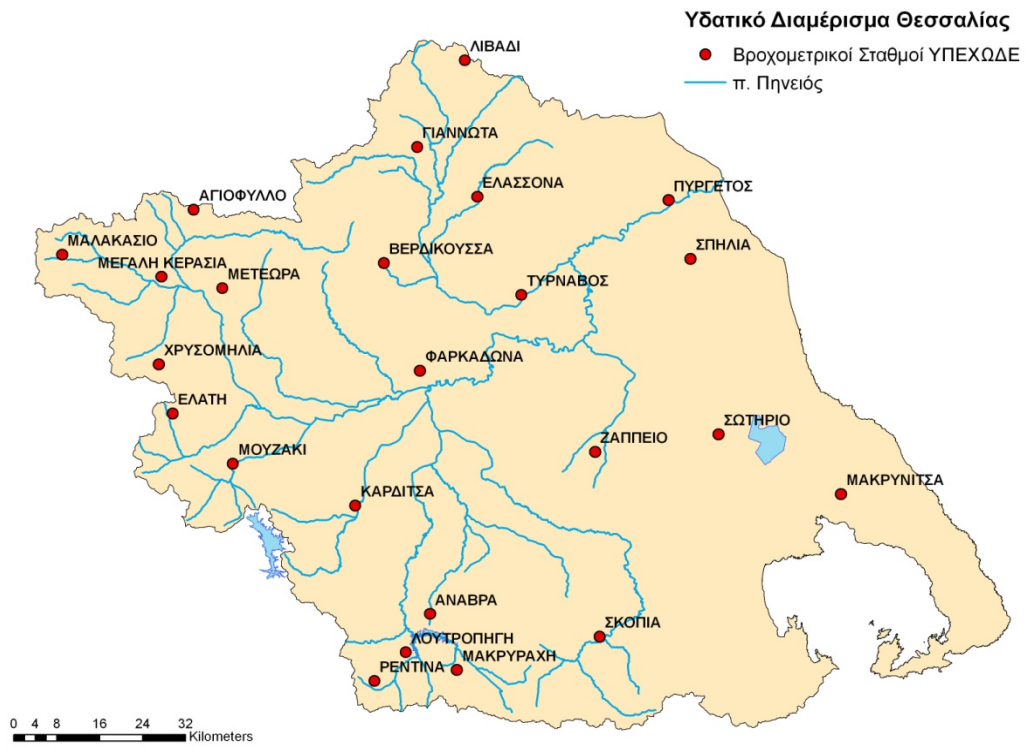 Υδατικό Διαμέρισμα Θεσσαλίας
Βροχομετρικοί Σταθμοί ΥΠΕΧΩΔΕ
π. Πηνειός
ΛΙΒΑΔΙ
ΓΙΑΝΝΩΤΑ
ΕΛΑΣΣΟΝΑ
ΠΥΡΓΕΤΟΣ
ΑΓΙΟΦΥΛΛΟ
ΜΑΛΑΚΑΣΙΟ
ΒΕΡΔΙΚΟΥΣΣΑ
ΣΠΗΛΙΑ
ΜΕΓΑΛΗ ΚΕΡΑΣΙΑ
ΜΕΤΕΩΡΑ
ΤΥΡΝΑΒΟΣ
ΧΡΥΣΟΜΗΛΙΑ
ΦΑΡΚΑΔΩΝΑ
ΕΛΑΤΗ
ΣΩΤΗΡΙΟ
ΖΑΠΠΕΙΟ
ΜΟΥΖΑΚΙ
ΜΑΚΡΥΝΙΤΣΑ
ΚΑΡΔΙΤΣΑ
ΑΝΑΒΡΑ
ΣΚΟΠΙΑ
ΛΟΥΤΡΟΠΗΓΗ
ΜΑΚΡΥΡΑΧΗ
ΡΕΝΤΙΝΑ
0 4 8 16 24 32
Kilometers